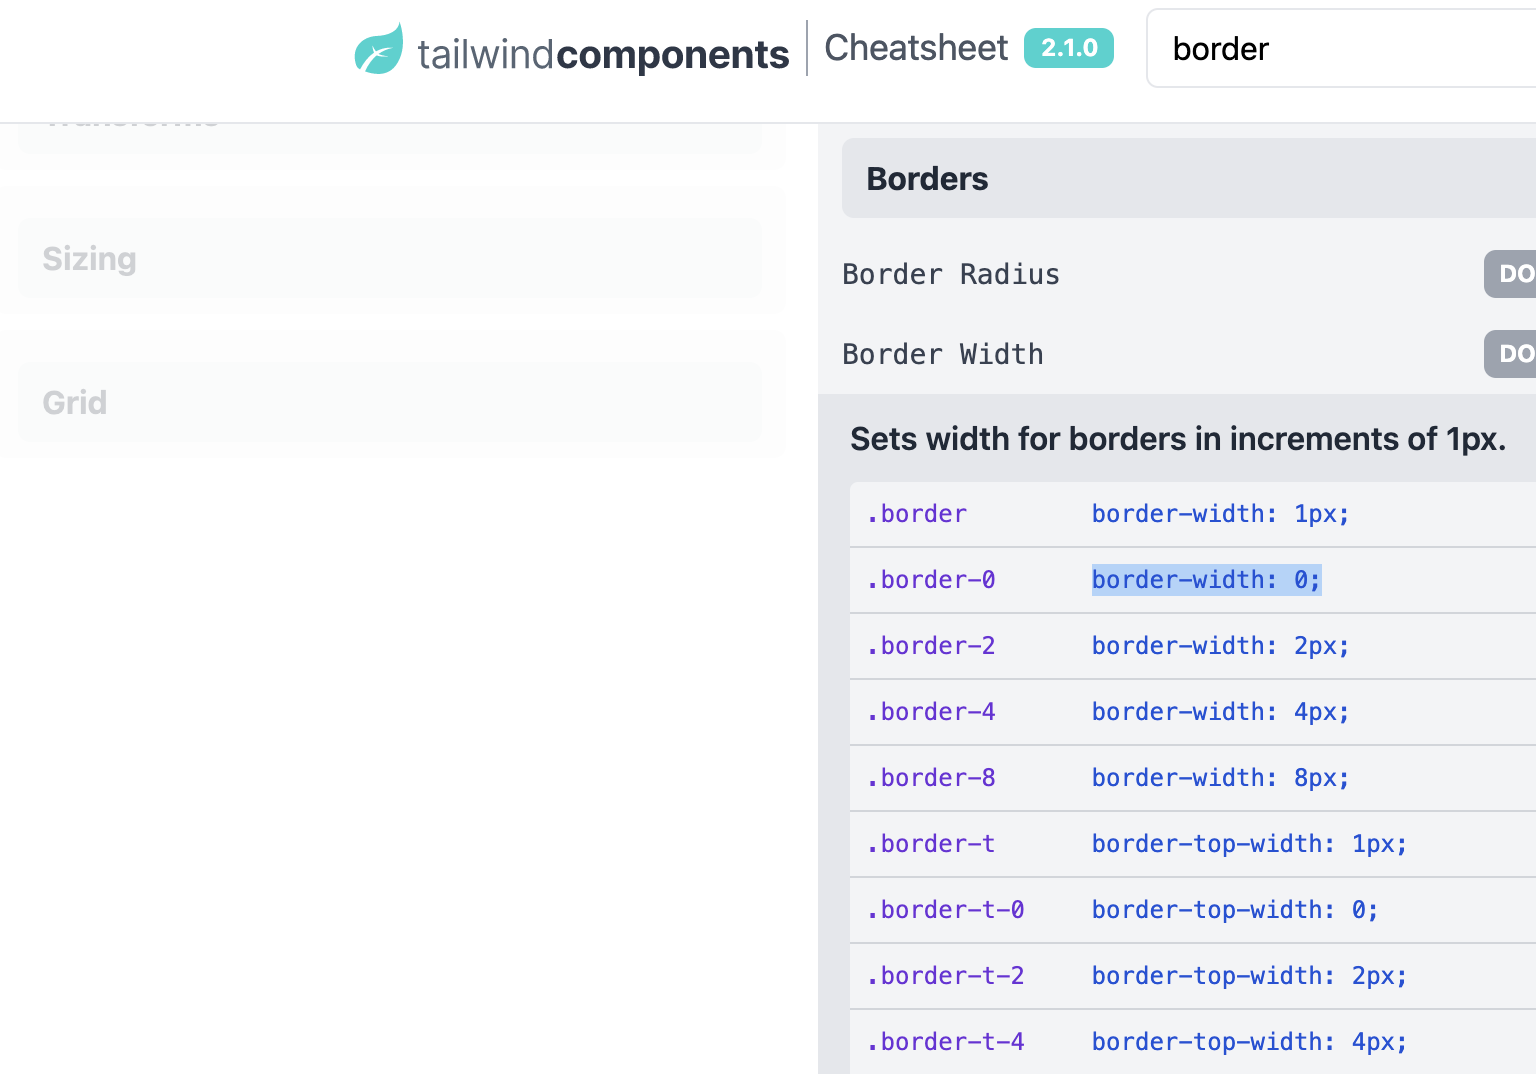 tailwindcomponents
Cheatsheet 2.1.0
border
Transforms
Sizing
Grid
Borders
Border Radius
DO
Border Width
DO
Sets width for borders in increments of 1px.
.border border-width: 1px;
.border-0 border-width: 0;
.border-2 border-width: 2px;
.border-4 border-width: 4px;
.border-8 border-width: 8px;
.border-t border-top-width: 1px;
.border-t-0 border-top-width: 0;
.border-t-2 border-top-width: 2px;
.border-t-4 border-top-width: 4px;